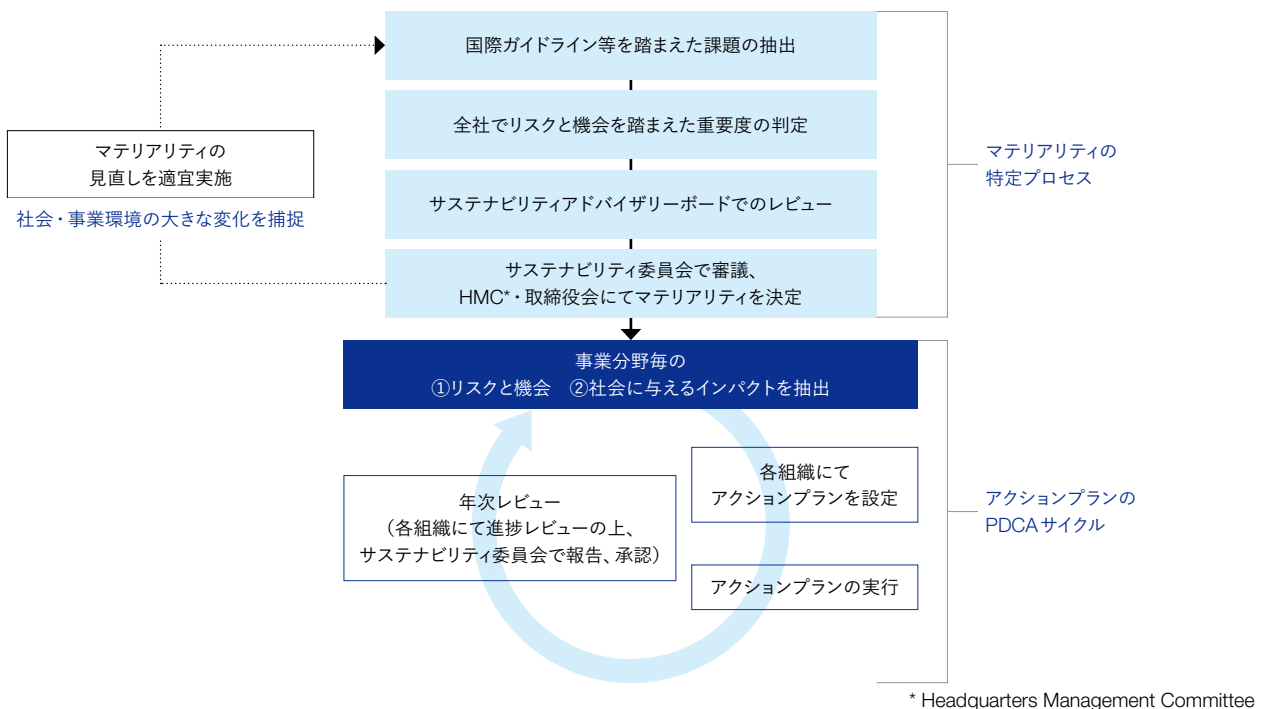 国際ガイドライン等を踏まえた課題の抽出
全社でリスクと機会を踏まえた重要度の判定
サステナビリティアドバイザリーボードでのレビュー
サステナビリティ委員会で審議、
HMC*・取締役会にてマテリアリティを決定
マテリアリティの
見直しを適宜実施
社会・事業環境の大きな変化を捕捉
マテリアリティの
特定プロセス
事業分野毎の
①リスクと機会　②社会に与えるインパクトを抽出
各組織にて
アクションプランを設定
アクションプランの実行
年次レビュー
（各組織にて進捗レビューの上、
サステナビリティ委員会で報告、承認）
アクションプランの
PDCAサイクル
* Headquarters Management Committee